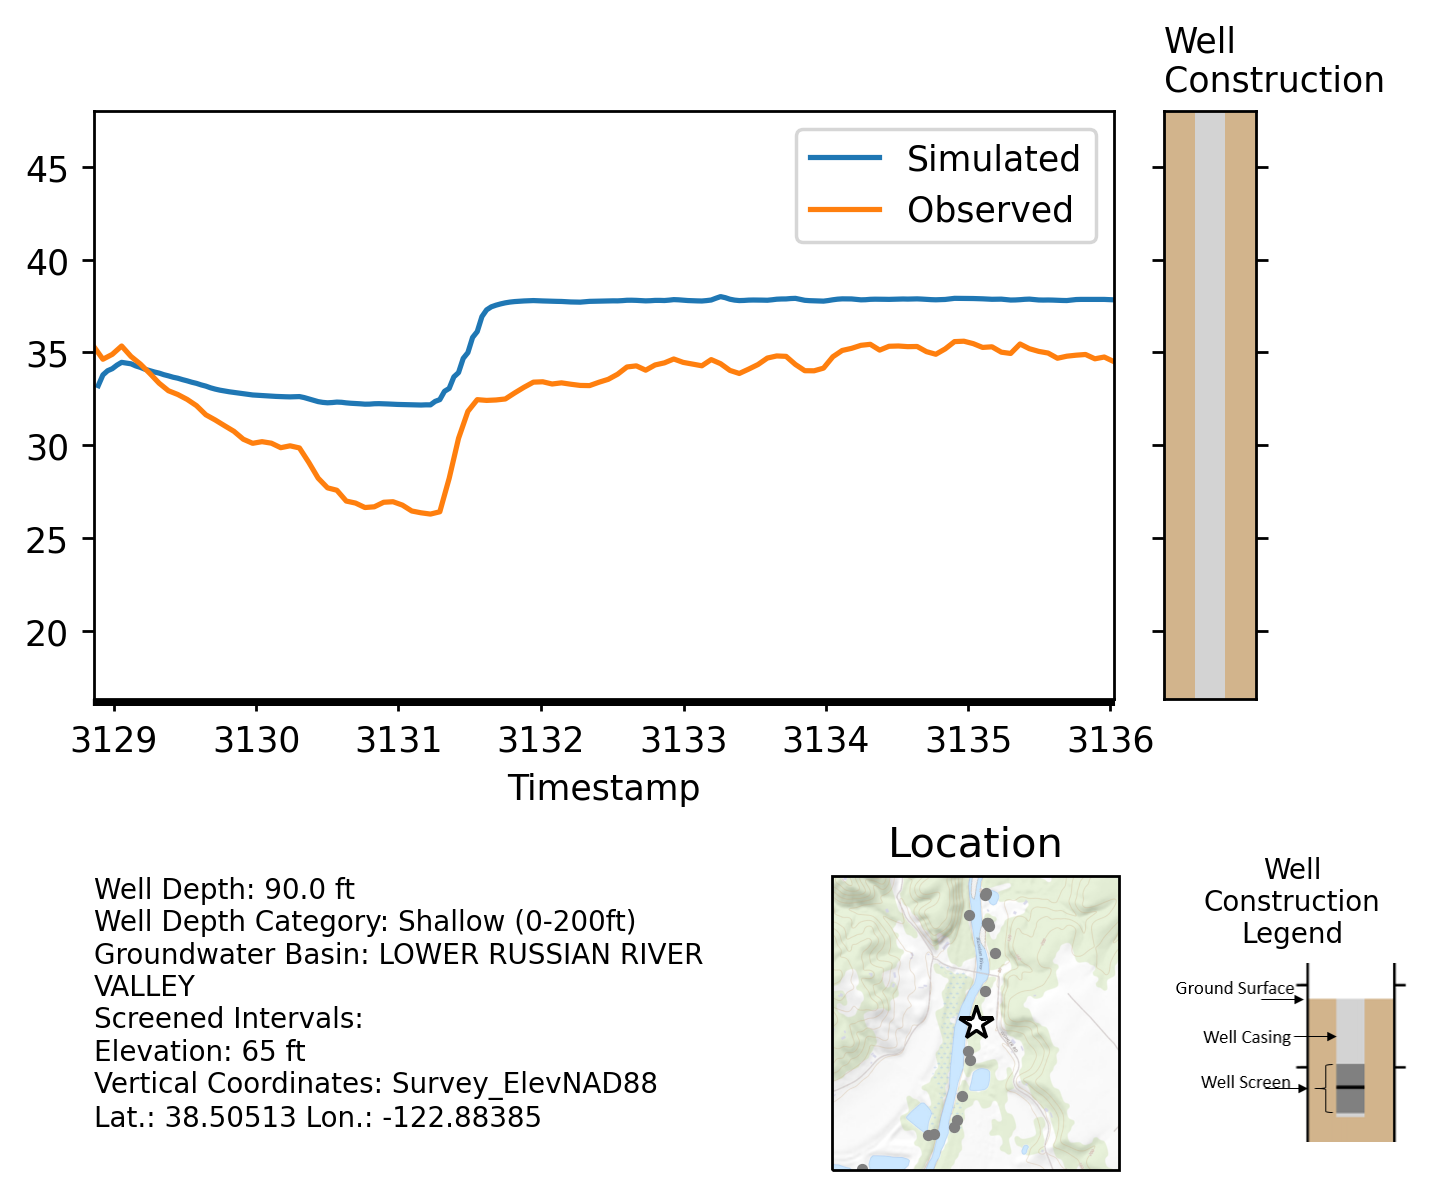 Well
Construction
Simulated
Observed
45
40
35
30
25
20
3129 3130 3131 3132 3133 3134 3135 3136
Timestamp
Well Depth: 90.0 ft
Well Depth Category: Shallow (0-200ft)
Groundwater Basin: LOWER RUSSIAN RIVER
VALLEY
Screened Intervals:
Elevation: 65 ft
Vertical Coordinates: Survey_ElevNAD88
Lat.: 38.50513 Lon.: -122.88385
Location
Well
Construction
Legend
Ground Surface
Well Casing
Well Screen